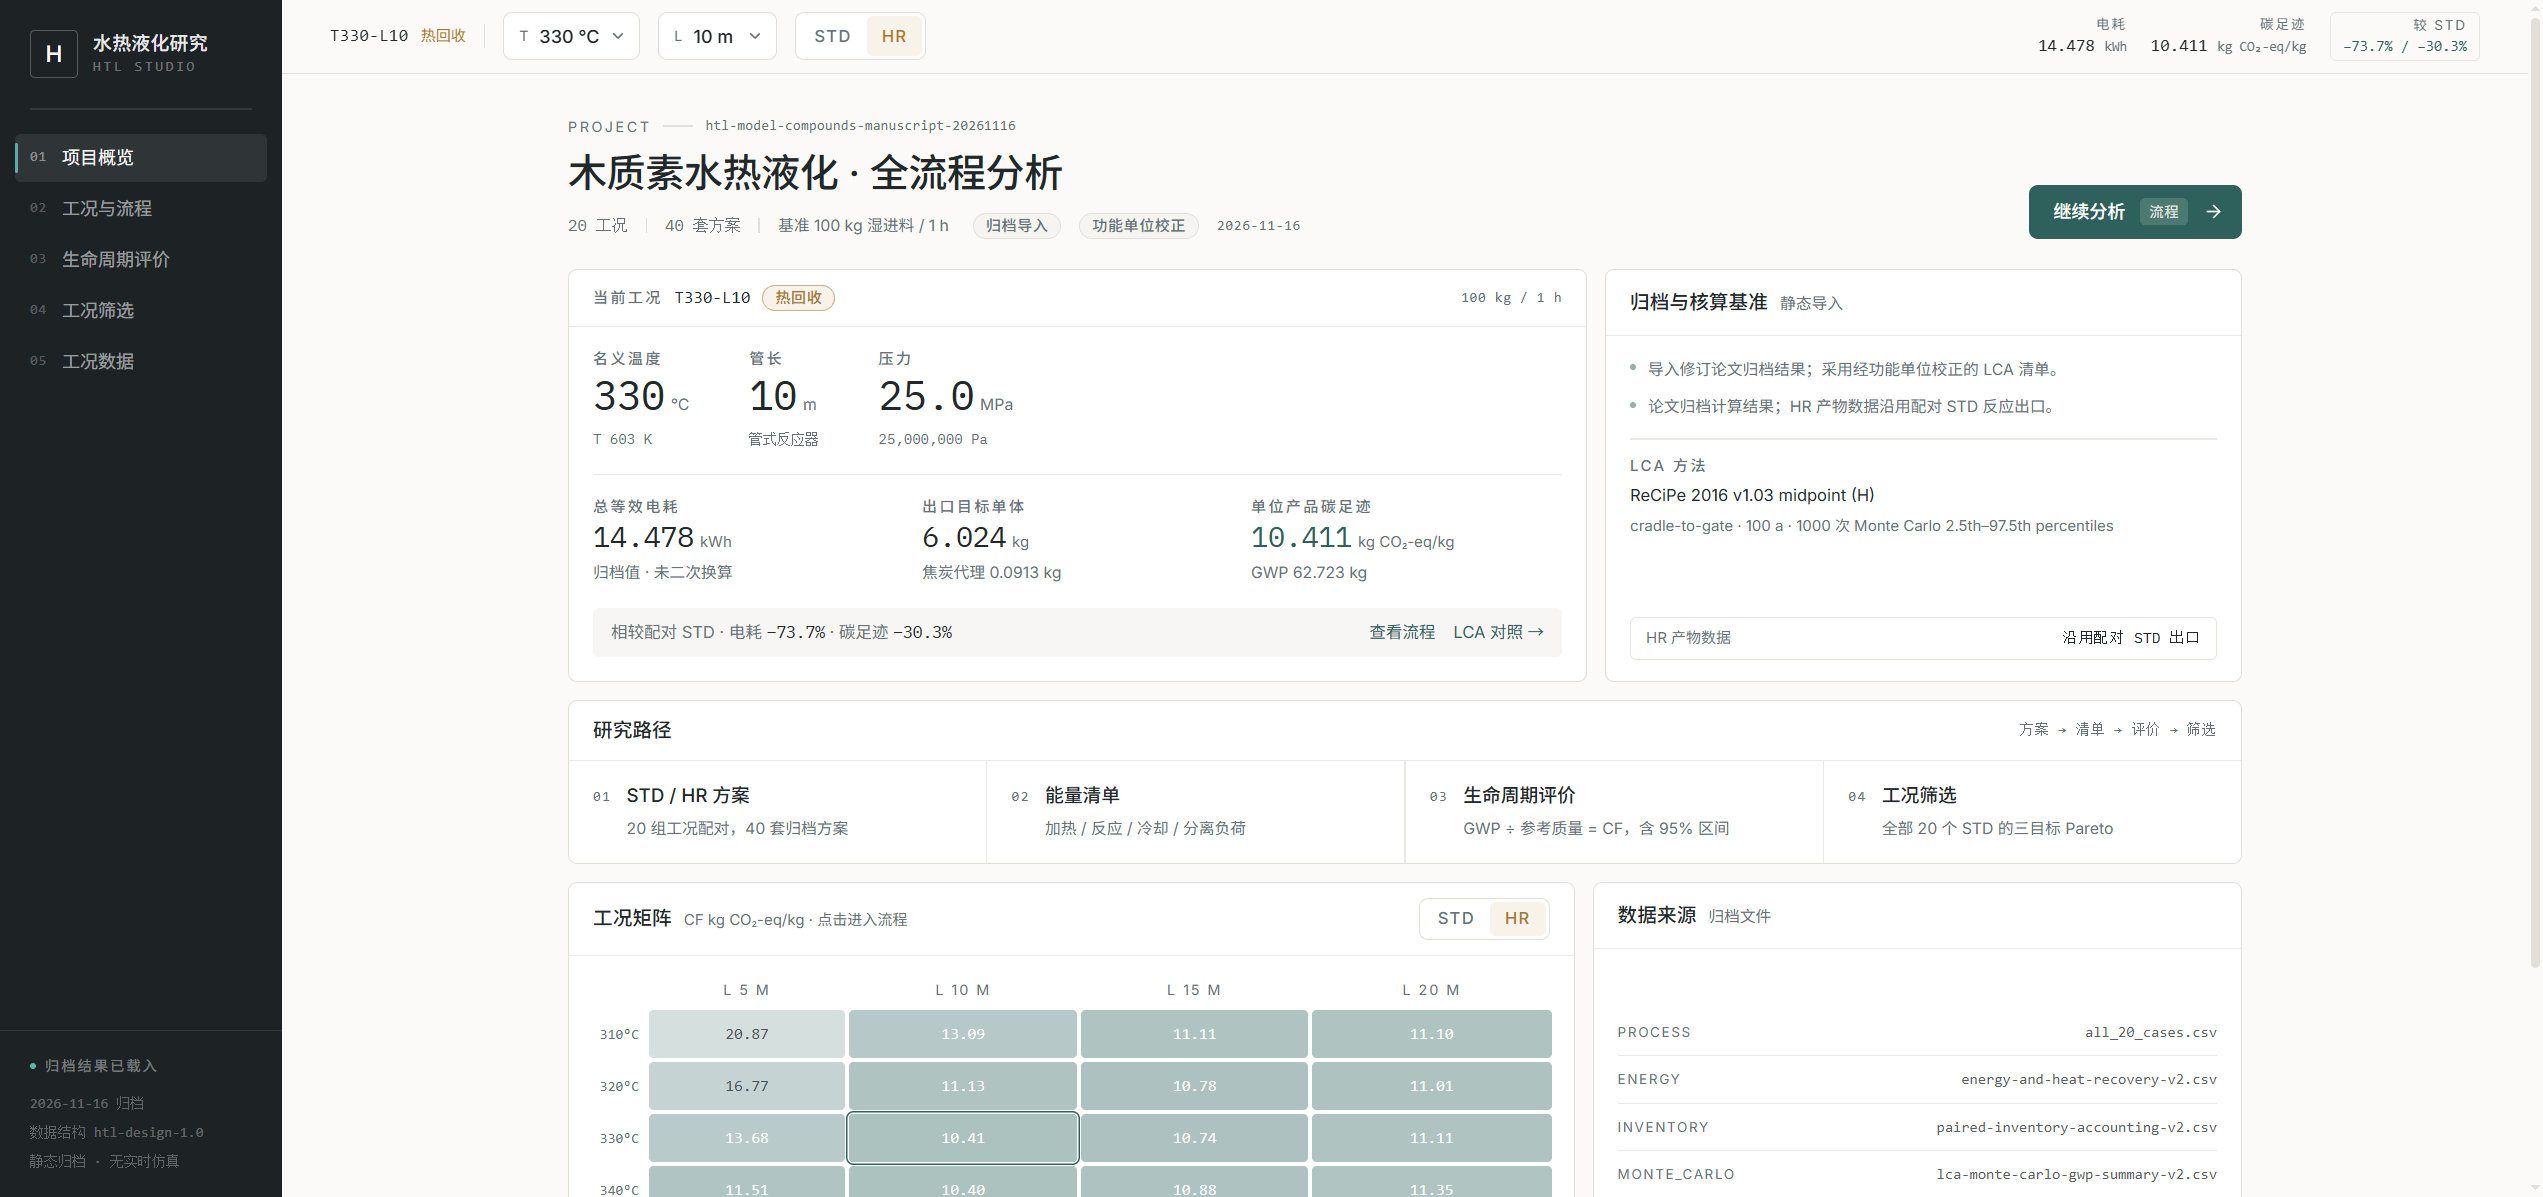 H 水热液化研究
HTL STUDIO
01 项目概览
02 工况与流程
03 生命周期评价
04 工况筛选
05 工况数据
归档结果已载入
2026-11-16 归档
数据结构 htl-design-1.0
静态归档 · 无实时仿真
T330-L10 热回收 T 330 °C L 10 m STD HR
电耗 14.478 kWh
碳足迹 10.411 kg CO₂-eq/kg
较 STD −73.7% / −30.3%
PROJECT htl-model-compounds-manuscript-20261116
木质素水热液化 · 全流程分析
20 工况 40 套方案 基准 100 kg 湿进料 / 1 h 归档导入 功能单位校正 2026-11-16
继续分析 流程 →
当前工况 T330-L10 热回收 100 kg / 1 h
名义温度 管长 压力
330 °C 10 m 25.0 MPa
T 603 K 管式反应器 25,000,000 Pa
总等效电耗 出口目标单体 单位产品碳足迹
14.478 kWh 6.024 kg 10.411 kg CO₂-eq/kg
归档值 · 未二次换算 焦炭代理 0.0913 kg GWP 62.723 kg
相较配对 STD · 电耗 −73.7% · 碳足迹 −30.3% 查看流程 LCA 对照 →
归档与核算基准 静态导入
导入修订论文归档结果；采用经功能单位校正的 LCA 清单。
论文归档计算结果；HR 产物数据沿用配对 STD 反应出口。
LCA 方法
ReCiPe 2016 v1.03 midpoint (H)
cradle-to-gate · 100 a · 1000 次 Monte Carlo 2.5th–97.5th percentiles
HR 产物数据 沿用配对 STD 出口
研究路径 方案 → 清单 → 评价 → 筛选
01 STD / HR 方案
20 组工况配对，40 套归档方案
02 能量清单
加热 / 反应 / 冷却 / 分离负荷
03 生命周期评价
GWP ÷ 参考质量 = CF，含 95% 区间
04 工况筛选
全部 20 个 STD 的三目标 Pareto
工况矩阵 CF kg CO₂-eq/kg · 点击进入流程 STD HR
L 5 M L 10 M L 15 M L 20 M
310°C 20.87 13.09 11.11 11.10
320°C 16.77 11.13 10.78 11.01
330°C 13.68 10.41 10.74 11.11
340°C 11.51 10.40 10.88 11.35
数据来源 归档文件
PROCESS all_20_cases.csv
ENERGY energy-and-heat-recovery-v2.csv
INVENTORY paired-inventory-accounting-v2.csv
MONTE_CARLO lca-monte-carlo-gwp-summary-v2.csv